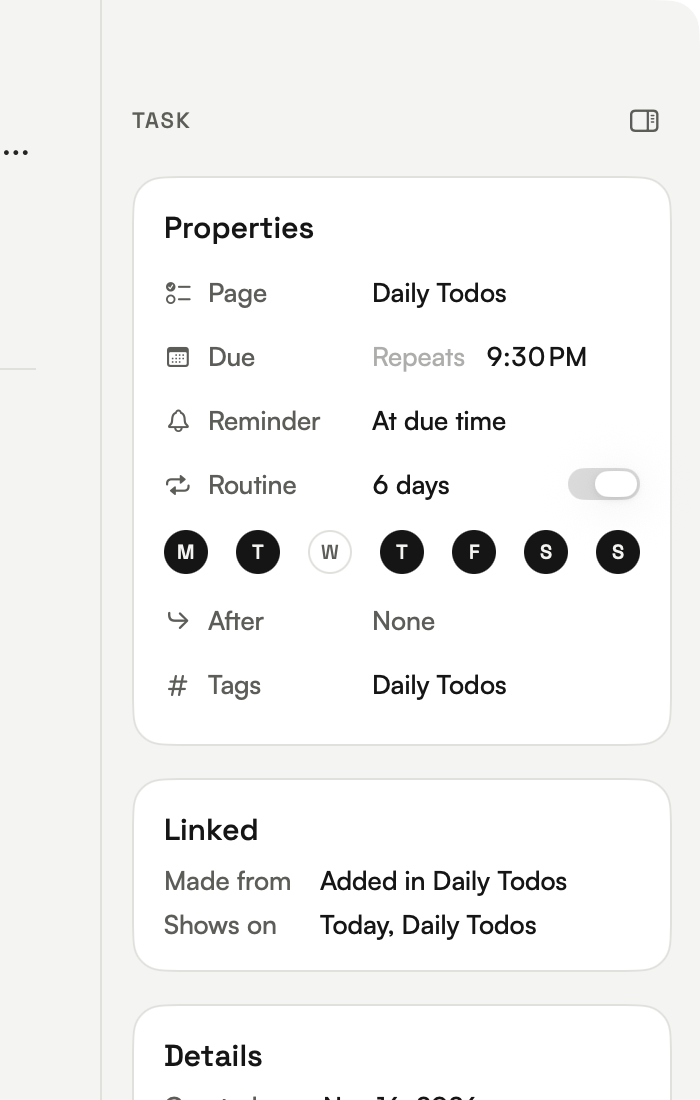 TASK
...
Properties
Page Daily Todos
Due Repeats 9:30 PM
Reminder At due time
Routine 6 days
M T W T F S S
After None
# Tags Daily Todos
Linked
Made from Added in Daily Todos
Shows on Today, Daily Todos
Details